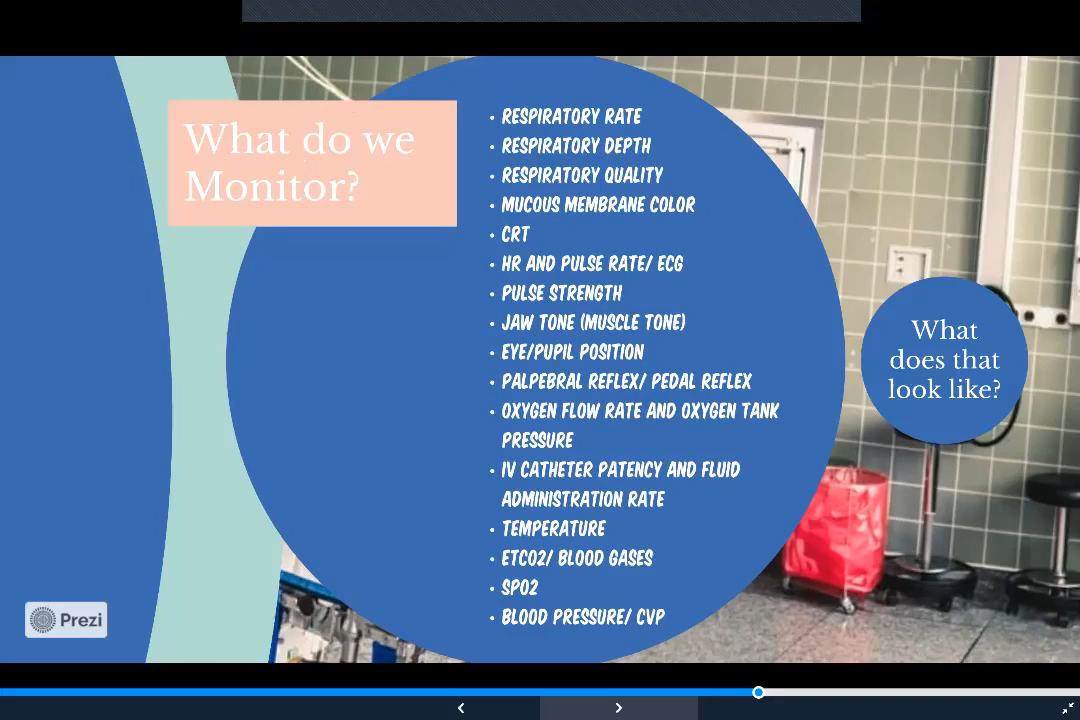 What do we
Monitor?
• RESPIRATORY RATE
• RESPIRATORY DEPTH
• RESPIRATORY QUALITY
• MUCOUS MEMBRANE COLOR
• CRT
• HR AND PULSE RATE/ ECG
• PULSE STRENGTH
• JAW TONE (MUSCLE TONE)
• EYE/PUPIL POSITION
• PALPEBRAL REFLEX/ PEDAL REFLEX
• OXYGEN FLOW RATE AND OXYGEN TANK
PRESSURE
• IV CATHETER PATENCY AND FLUID
ADMINISTRATION RATE
• TEMPERATURE
• ETCO2/ BLOOD GASES
• SPO2
• BLOOD PRESSURE/ CVP
What
does that
look like?
Prezi